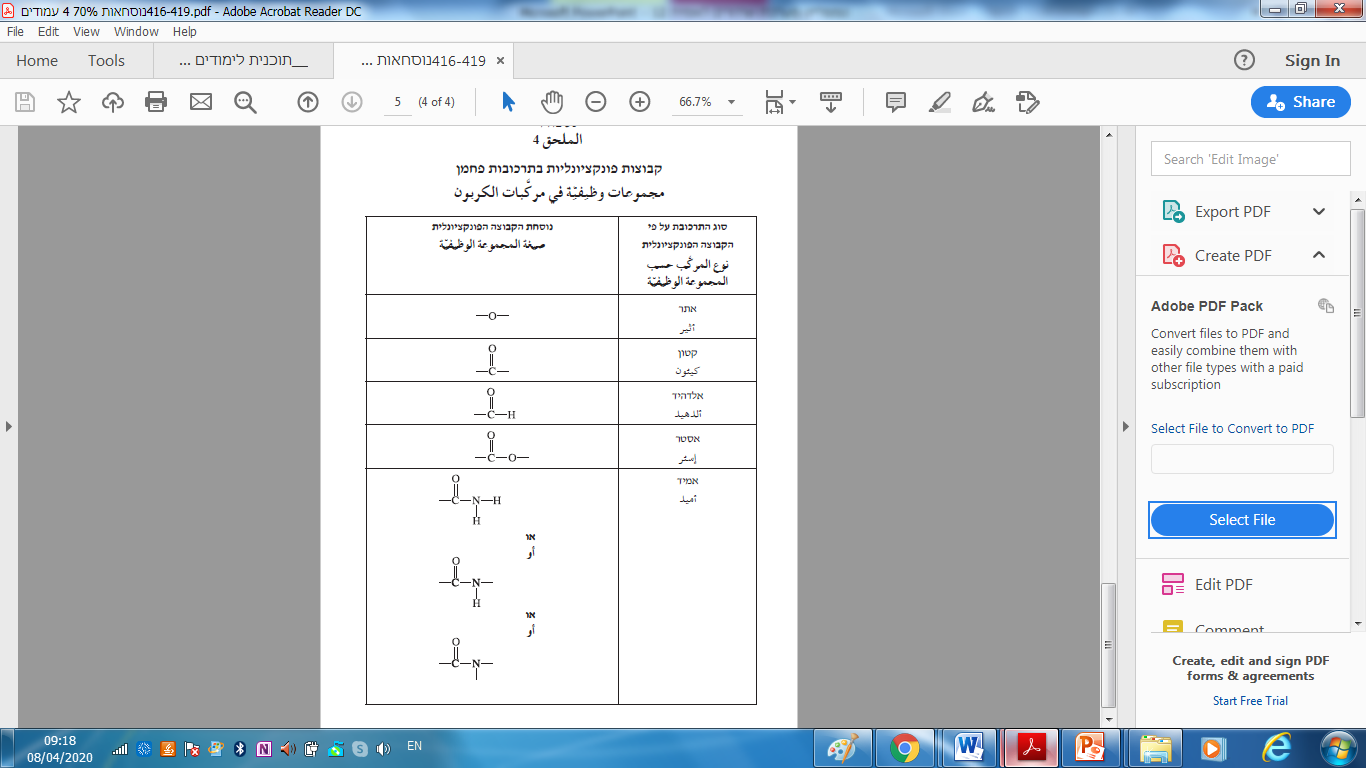 416-419נוסחאות 70% 4 עמודים.pdf - Adobe Acrobat Reader DC
File Edit View Window Help
Home Tools
__תוכנית לימודים ...
416-419נוסחאות ...
Sign In
5 (4 of 4)
66.7%
Share
الملحق 4
קבוצות פונקציונליות בתרכובות פחמן
مجموعات وظيفيّة في مركَّبات الكربون
סוג התרכובת על פי
הקבוצה הפונקציונלית
نوع المركَّب حسب
المجموعة الوظيفيّة
נוסחת הקבוצה הפונקציונלית
صيغة المجموعة الوظيفيّة
אתר
أثير
—O—
קטון
كيتون
O
—C—
אלדהיד
ألدهيد
O
—C—H
אסטר
إستر
O
—C—O—
אמיד
أميد
O
—C—N—H
H
או
أو
O
—C—N—
H
או
أو
O
—C—N—
Search 'Edit Image'
Export PDF
Create PDF
Adobe PDF Pack
Convert files to PDF and
easily combine them with
other file types with a paid
subscription
Select File to Convert to PDF
Select File
Edit PDF
Comment
Create, edit and sign PDF
forms & agreements
Start Free Trial
09:18
08/04/2020
EN